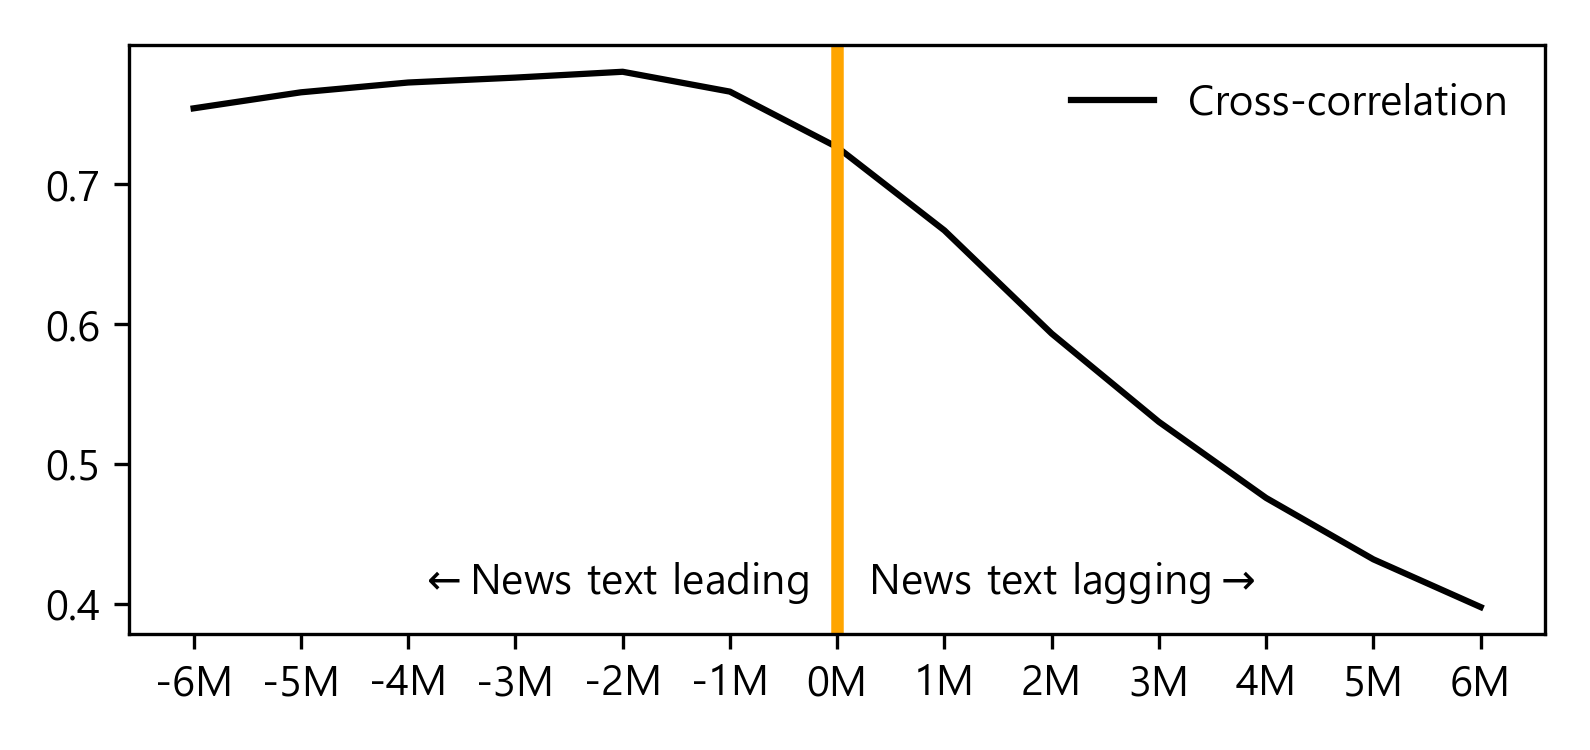 Cross-correlation
0.7
0.6
0.5
0.4
← News text leading
News text lagging →
-6M -5M -4M -3M -2M -1M 0M 1M 2M 3M 4M 5M 6M